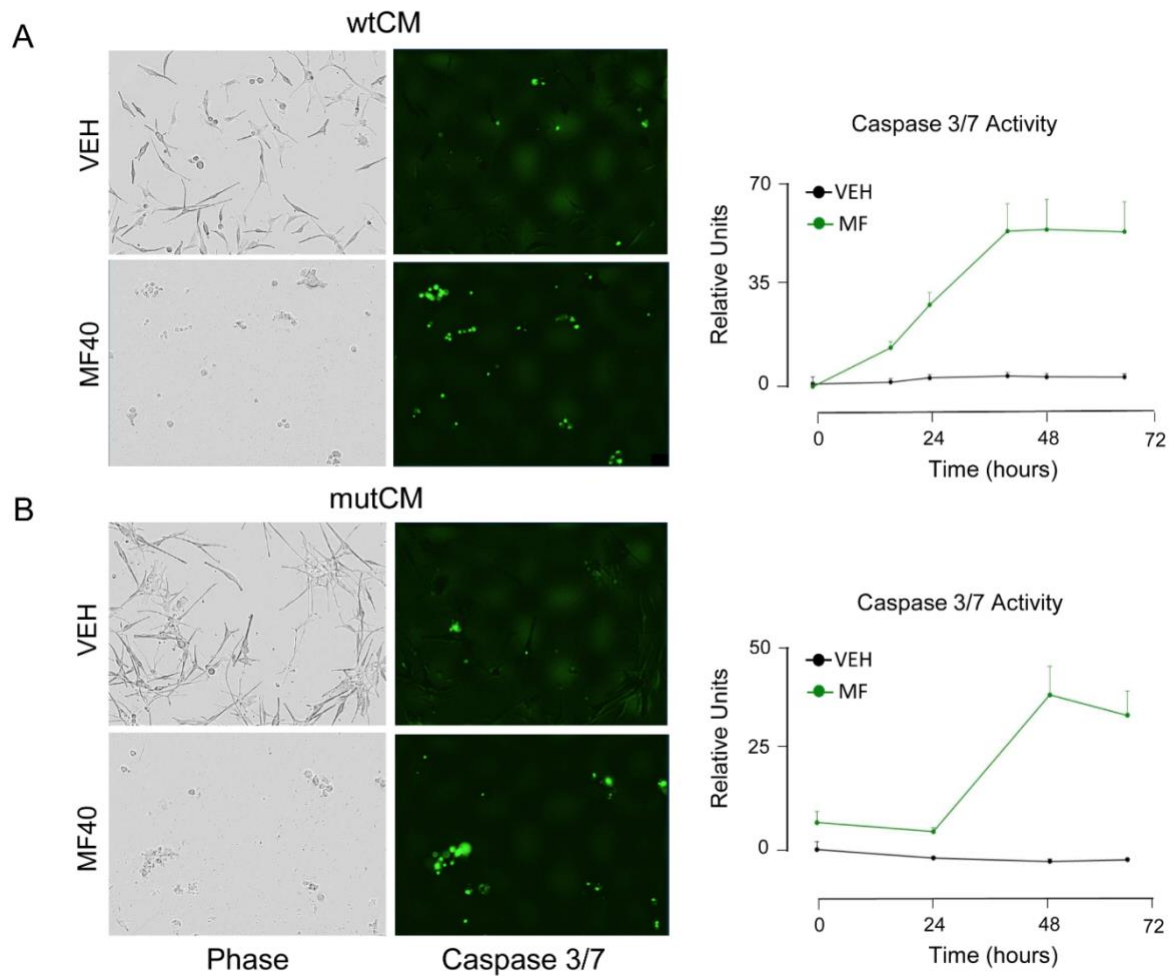 A
wtCM
VEH
MF40
Caspase 3/7 Activity
VEH
MF
Relative Units
70
35
0
0 24 48 72
Time (hours)
B
mutCM
VEH
MF40
Phase
Caspase 3/7
Caspase 3/7 Activity
VEH
MF
Relative Units
50
25
0
0 24 48 72
Time (hours)